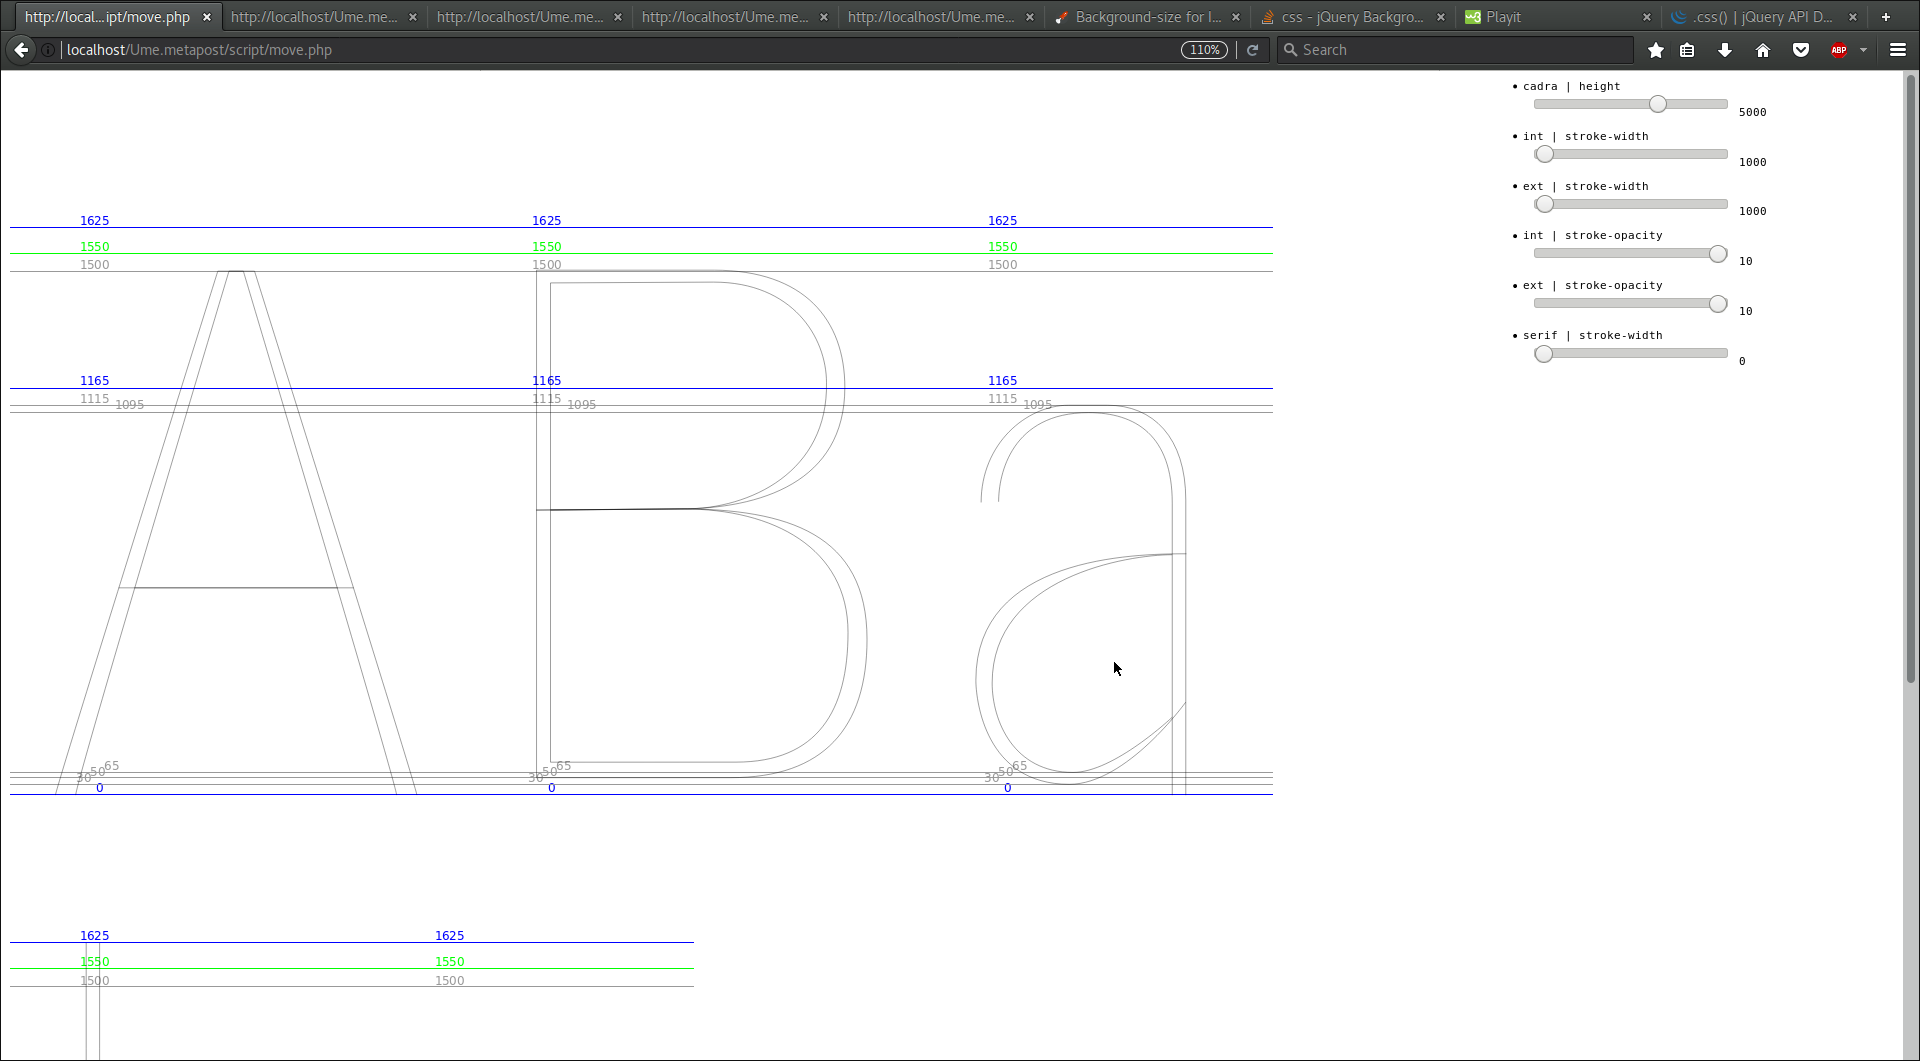 http://local...ipt/move.php
http://localhost/Ume.me...
http://localhost/Ume.me...
http://localhost/Ume.me...
http://localhost/Ume.me...
Background-size for I...
css - jQuery Backgro...
Playit
.css() | jQuery API D...
localhost/Ume.metapost/script/move.php
110%
Search
ABP
cadra | height
5000
int | stroke-width
1000
ext | stroke-width
1000
int | stroke-opacity
10
ext | stroke-opacity
10
serif | stroke-width
0
1625 1625 1625
1550 1550 1550
1500 1500 1500
A B a
1165 1165 1165
1115 1095 1115 1095 1115 1095
30 50 65 30 50 65 30 50 65
0 0 0
1625 1625
1550 1550
1500 1500